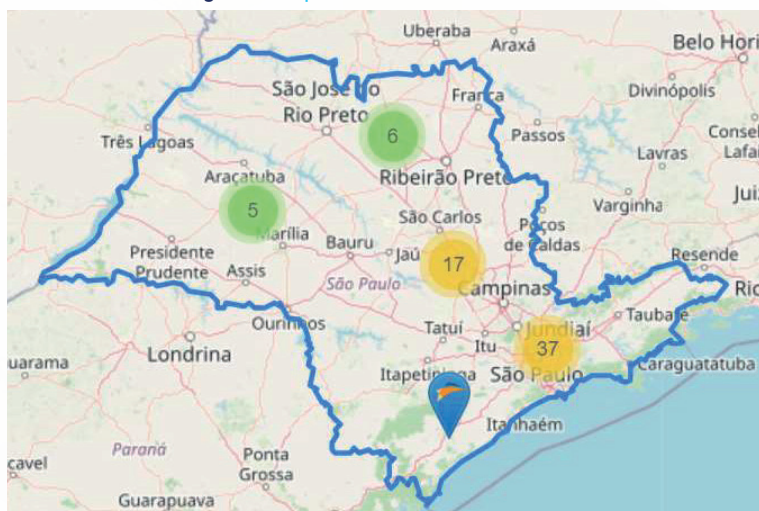 Uberaba
Araxá
Belo Hori
São José do
Rio Preto
Franca
Divinópolis
6
Passos
Consel
Lafai
Três Lagoas
Lavras
Araçatuba
Ribeirão Preto
Juiz
5
São Carlos
Poços
de Caldas
Varginha
Marília
Bauru
Jaú
17
Resende
Presidente
Prudente
Assis
São Paulo
Campinas
Rio
Ourinhos
Tatuí
Jundiaí
Taubaté
Londrina
Itu
37
uarama
Itapetininga
São Paulo
Caraguatatuba
Itanhaém
Paraná
cavel
Ponta
Grossa
Guarapuava